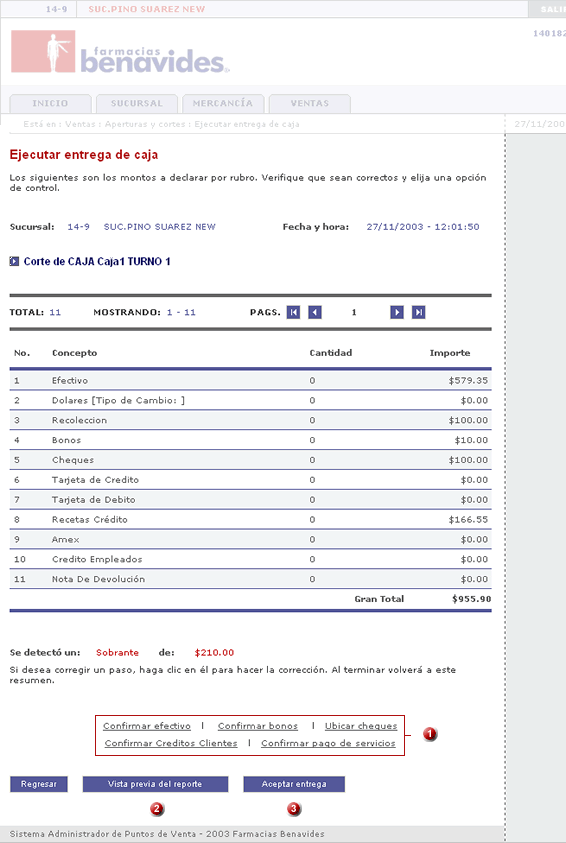 14-9 SUC.PINO SUAREZ NEW
140182
farmacias
benavides
INICIO SUCURSAL MERCANCÍA VENTAS
Está en : Ventas : Aperturas y cortes : Ejecutar entrega de caja 27/11/200
Ejecutar entrega de caja
Los siguientes son los montos a declarar por rubro. Verifique que sean correctos y elija una opción
de control.
Sucursal: 14-9 SUC.PINO SUAREZ NEW Fecha y hora: 27/11/2003 - 12:01:50
Corte de CAJA Caja1 TURNO 1
TOTAL: 11 MOSTRANDO: 1 - 11 PAGS. 1
No. Concepto Cantidad Importe
1 Efectivo 0 $579.35
2 Dolares [Tipo de Cambio: ] 0 $0.00
3 Recoleccion 0 $100.00
4 Bonos 0 $10.00
5 Cheques 0 $100.00
6 Tarjeta de Credito 0 $0.00
7 Tarjeta de Debito 0 $0.00
8 Recetas Crédito 0 $166.55
9 Amex 0 $0.00
10 Credito Empleados 0 $0.00
11 Nota De Devolución 0 $0.00
Gran Total $955.90
Se detectó un: Sobrante de: $210.00
Si desea corregir un paso, haga clic en él para hacer la corrección. Al terminar volverá a este
resumen.
Confirmar efectivo | Confirmar bonos | Ubicar cheques
Confirmar Creditos Clientes | Confirmar pago de servicios
1
Regresar Vista previa del reporte Aceptar entrega
2 3
Sistema Administrador de Puntos de Venta - 2003 Farmacias Benavides